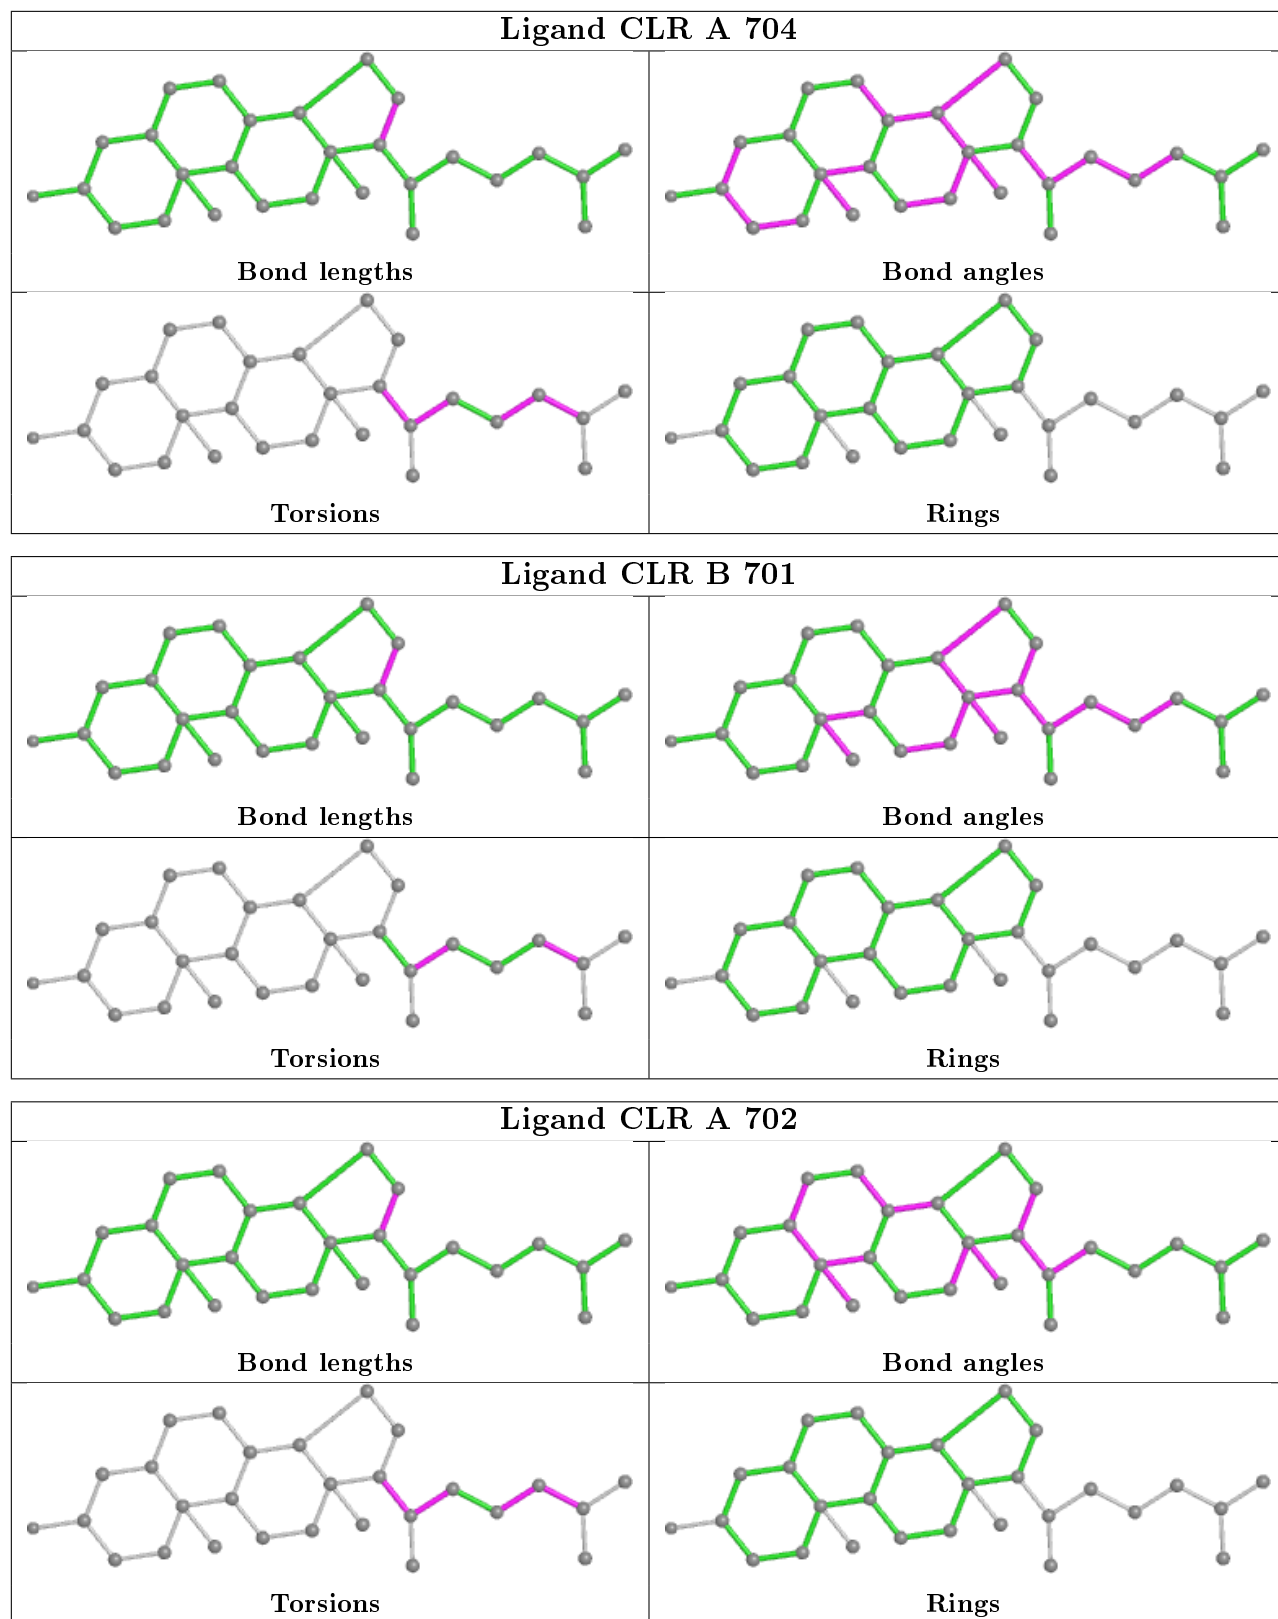 Ligand CLR A 704
Bond lengths
Bond angles
Torsions
Rings
Ligand CLR B 701
Bond lengths
Bond angles
Torsions
Rings
Ligand CLR A 702
Bond lengths
Bond angles
Torsions
Rings